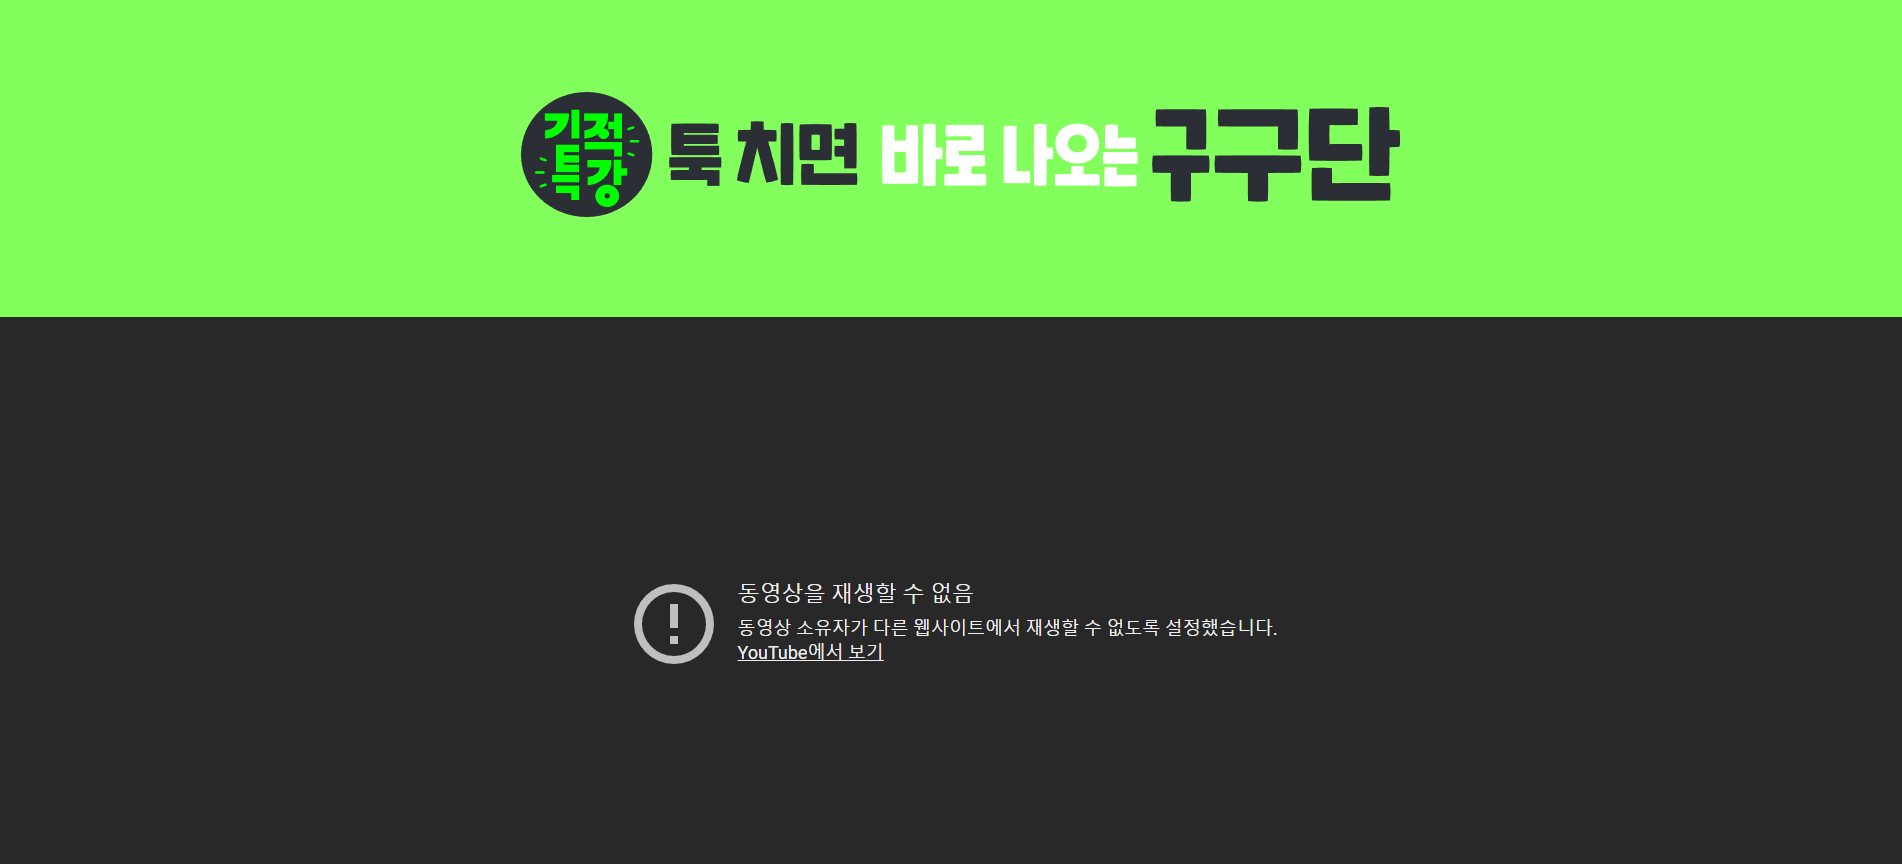 기적
특강
툭 치면 바로 나오는 구구단
동영상을 재생할 수 없음
동영상 소유자가 다른 웹사이트에서 재생할 수 없도록 설정했습니다.
YouTube에서 보기